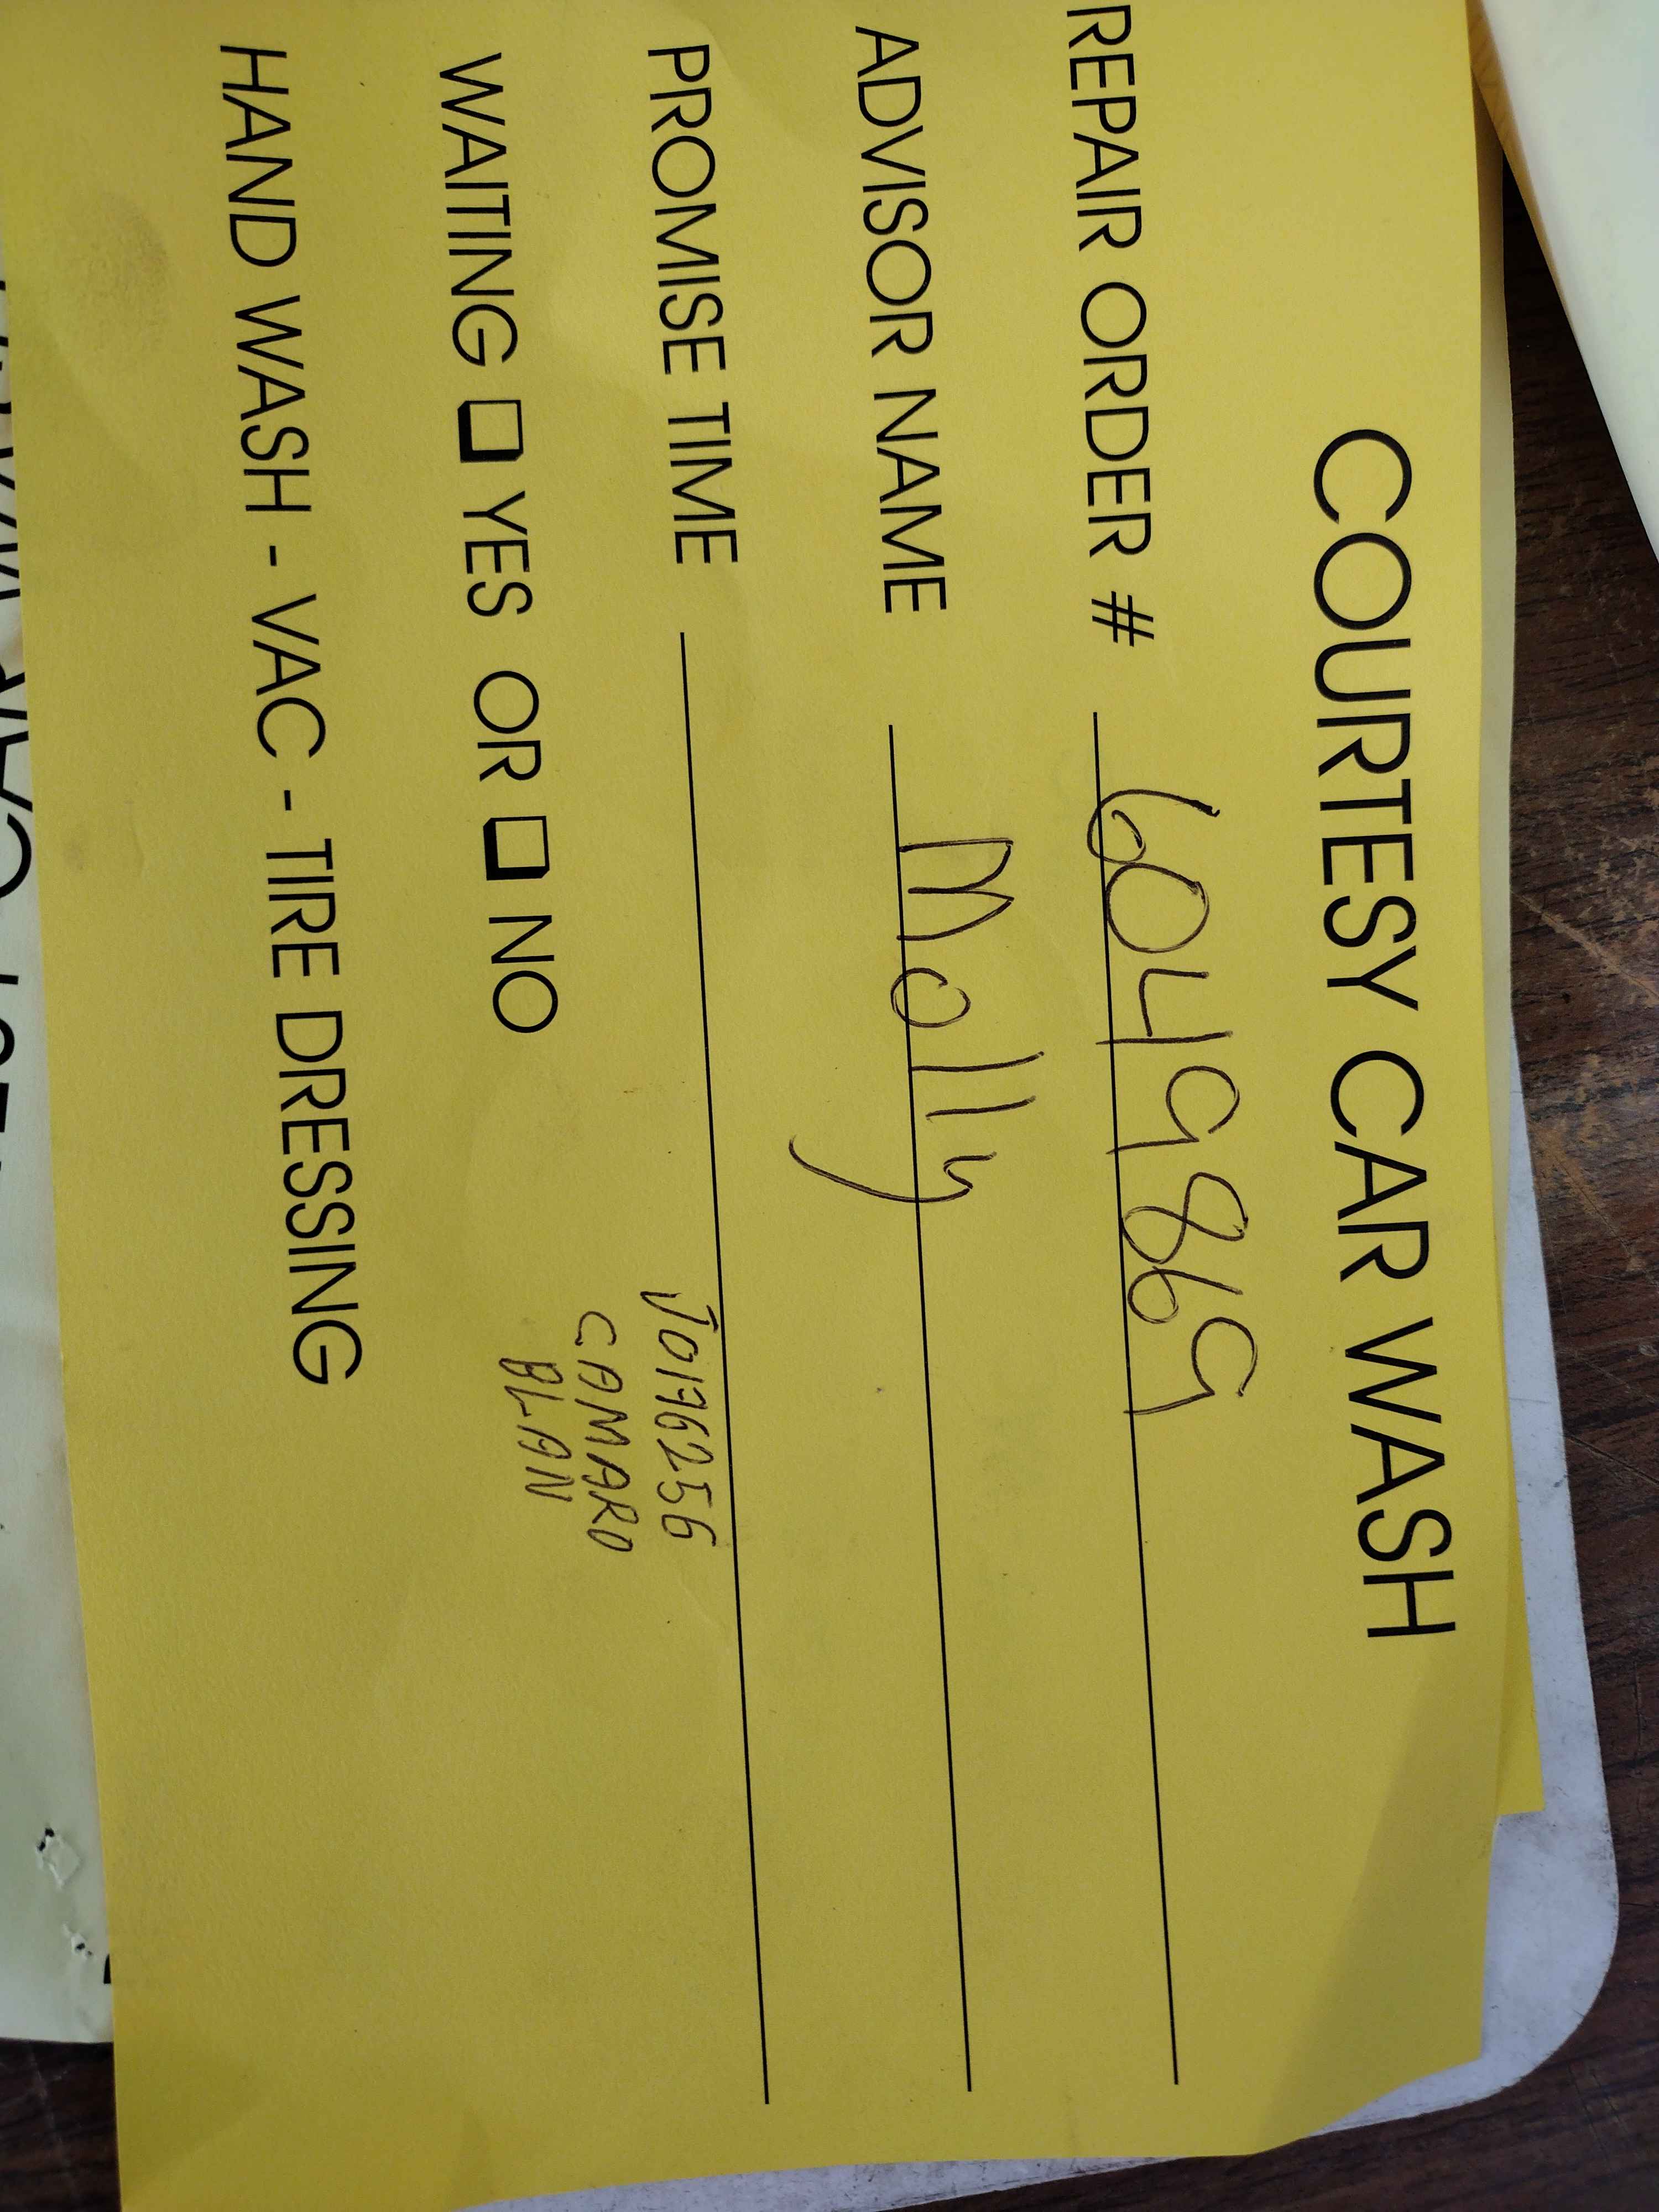 COURTESY CAR WASH
REPAIR ORDER # 6049869
ADVISOR NAME Molly
PROMISE TIME
J0176256
CAMARO
BLAN
WAITING ☐ YES OR ☐ NO
HAND WASH - VAC - TIRE DRESSING